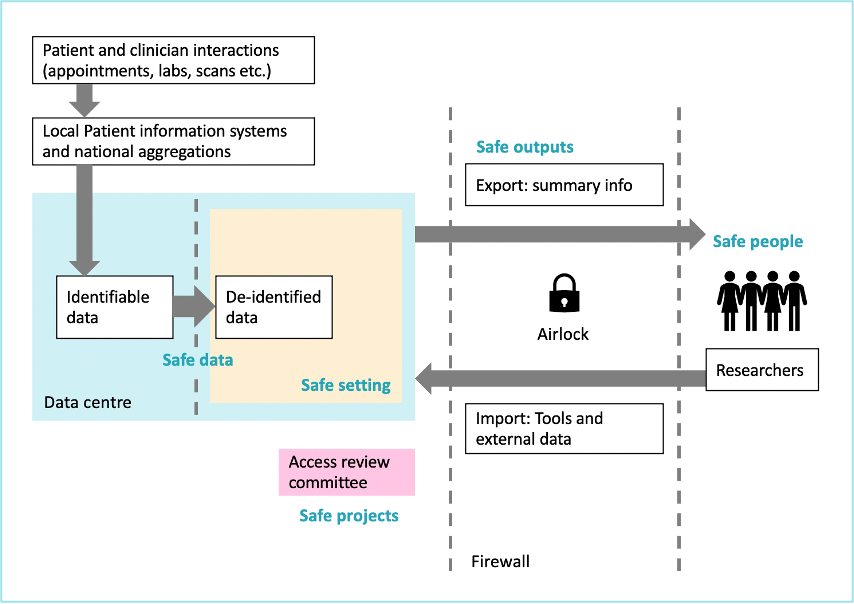 Patient and clinician interactions
(appointments, labs, scans etc.)
Local Patient information systems
and national aggregations
Safe outputs
Export: summary info
Safe people
Identifiable
data
De-identified
data
Airlock
Safe data
Safe setting
Researchers
Data centre
Import: Tools and
external data
Access review
committee
Safe projects
Firewall